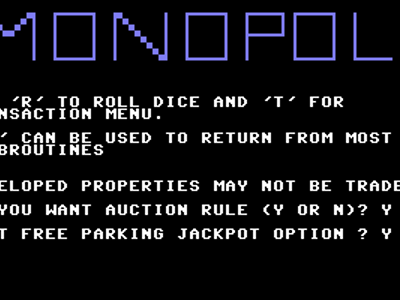 MONOPOL
'R' TO ROLL DICE AND 'T' FOR
NSACTION MENU.
' CAN BE USED TO RETURN FROM MOST
BROUTINES
ELOPED PROPERTIES MAY NOT BE TRADE
YOU WANT AUCTION RULE (Y OR N)? Y
T FREE PARKING JACKPOT OPTION ? Y